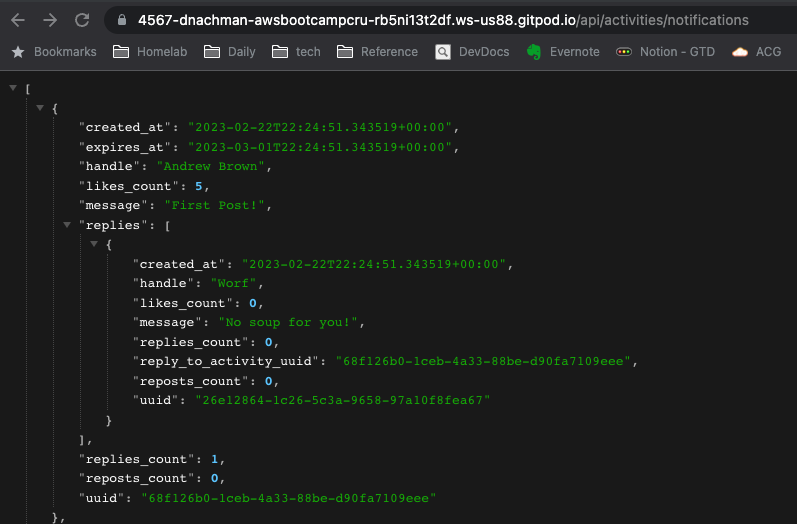 4567-dnachman-awsbootcampcru-rb5ni13t2df.ws-us88.gitpod.io/api/activities/notifications
Bookmarks Homelab Daily tech Reference DevDocs Evernote Notion - GTD ACG
[
{
"created_at": "2023-02-22T22:24:51.343519+00:00",
"expires_at": "2023-03-01T22:24:51.343519+00:00",
"handle": "Andrew Brown",
"likes_count": 5,
"message": "First Post!",
"replies": [
{
"created_at": "2023-02-22T22:24:51.343519+00:00",
"handle": "Worf",
"likes_count": 0,
"message": "No soup for you!",
"replies_count": 0,
"reply_to_activity_uuid": "68f126b0-1ceb-4a33-88be-d90fa7109eee",
"reposts_count": 0,
"uuid": "26e12864-1c26-5c3a-9658-97a10f8fea67"
}
],
"replies_count": 1,
"reposts_count": 0,
"uuid": "68f126b0-1ceb-4a33-88be-d90fa7109eee"
},